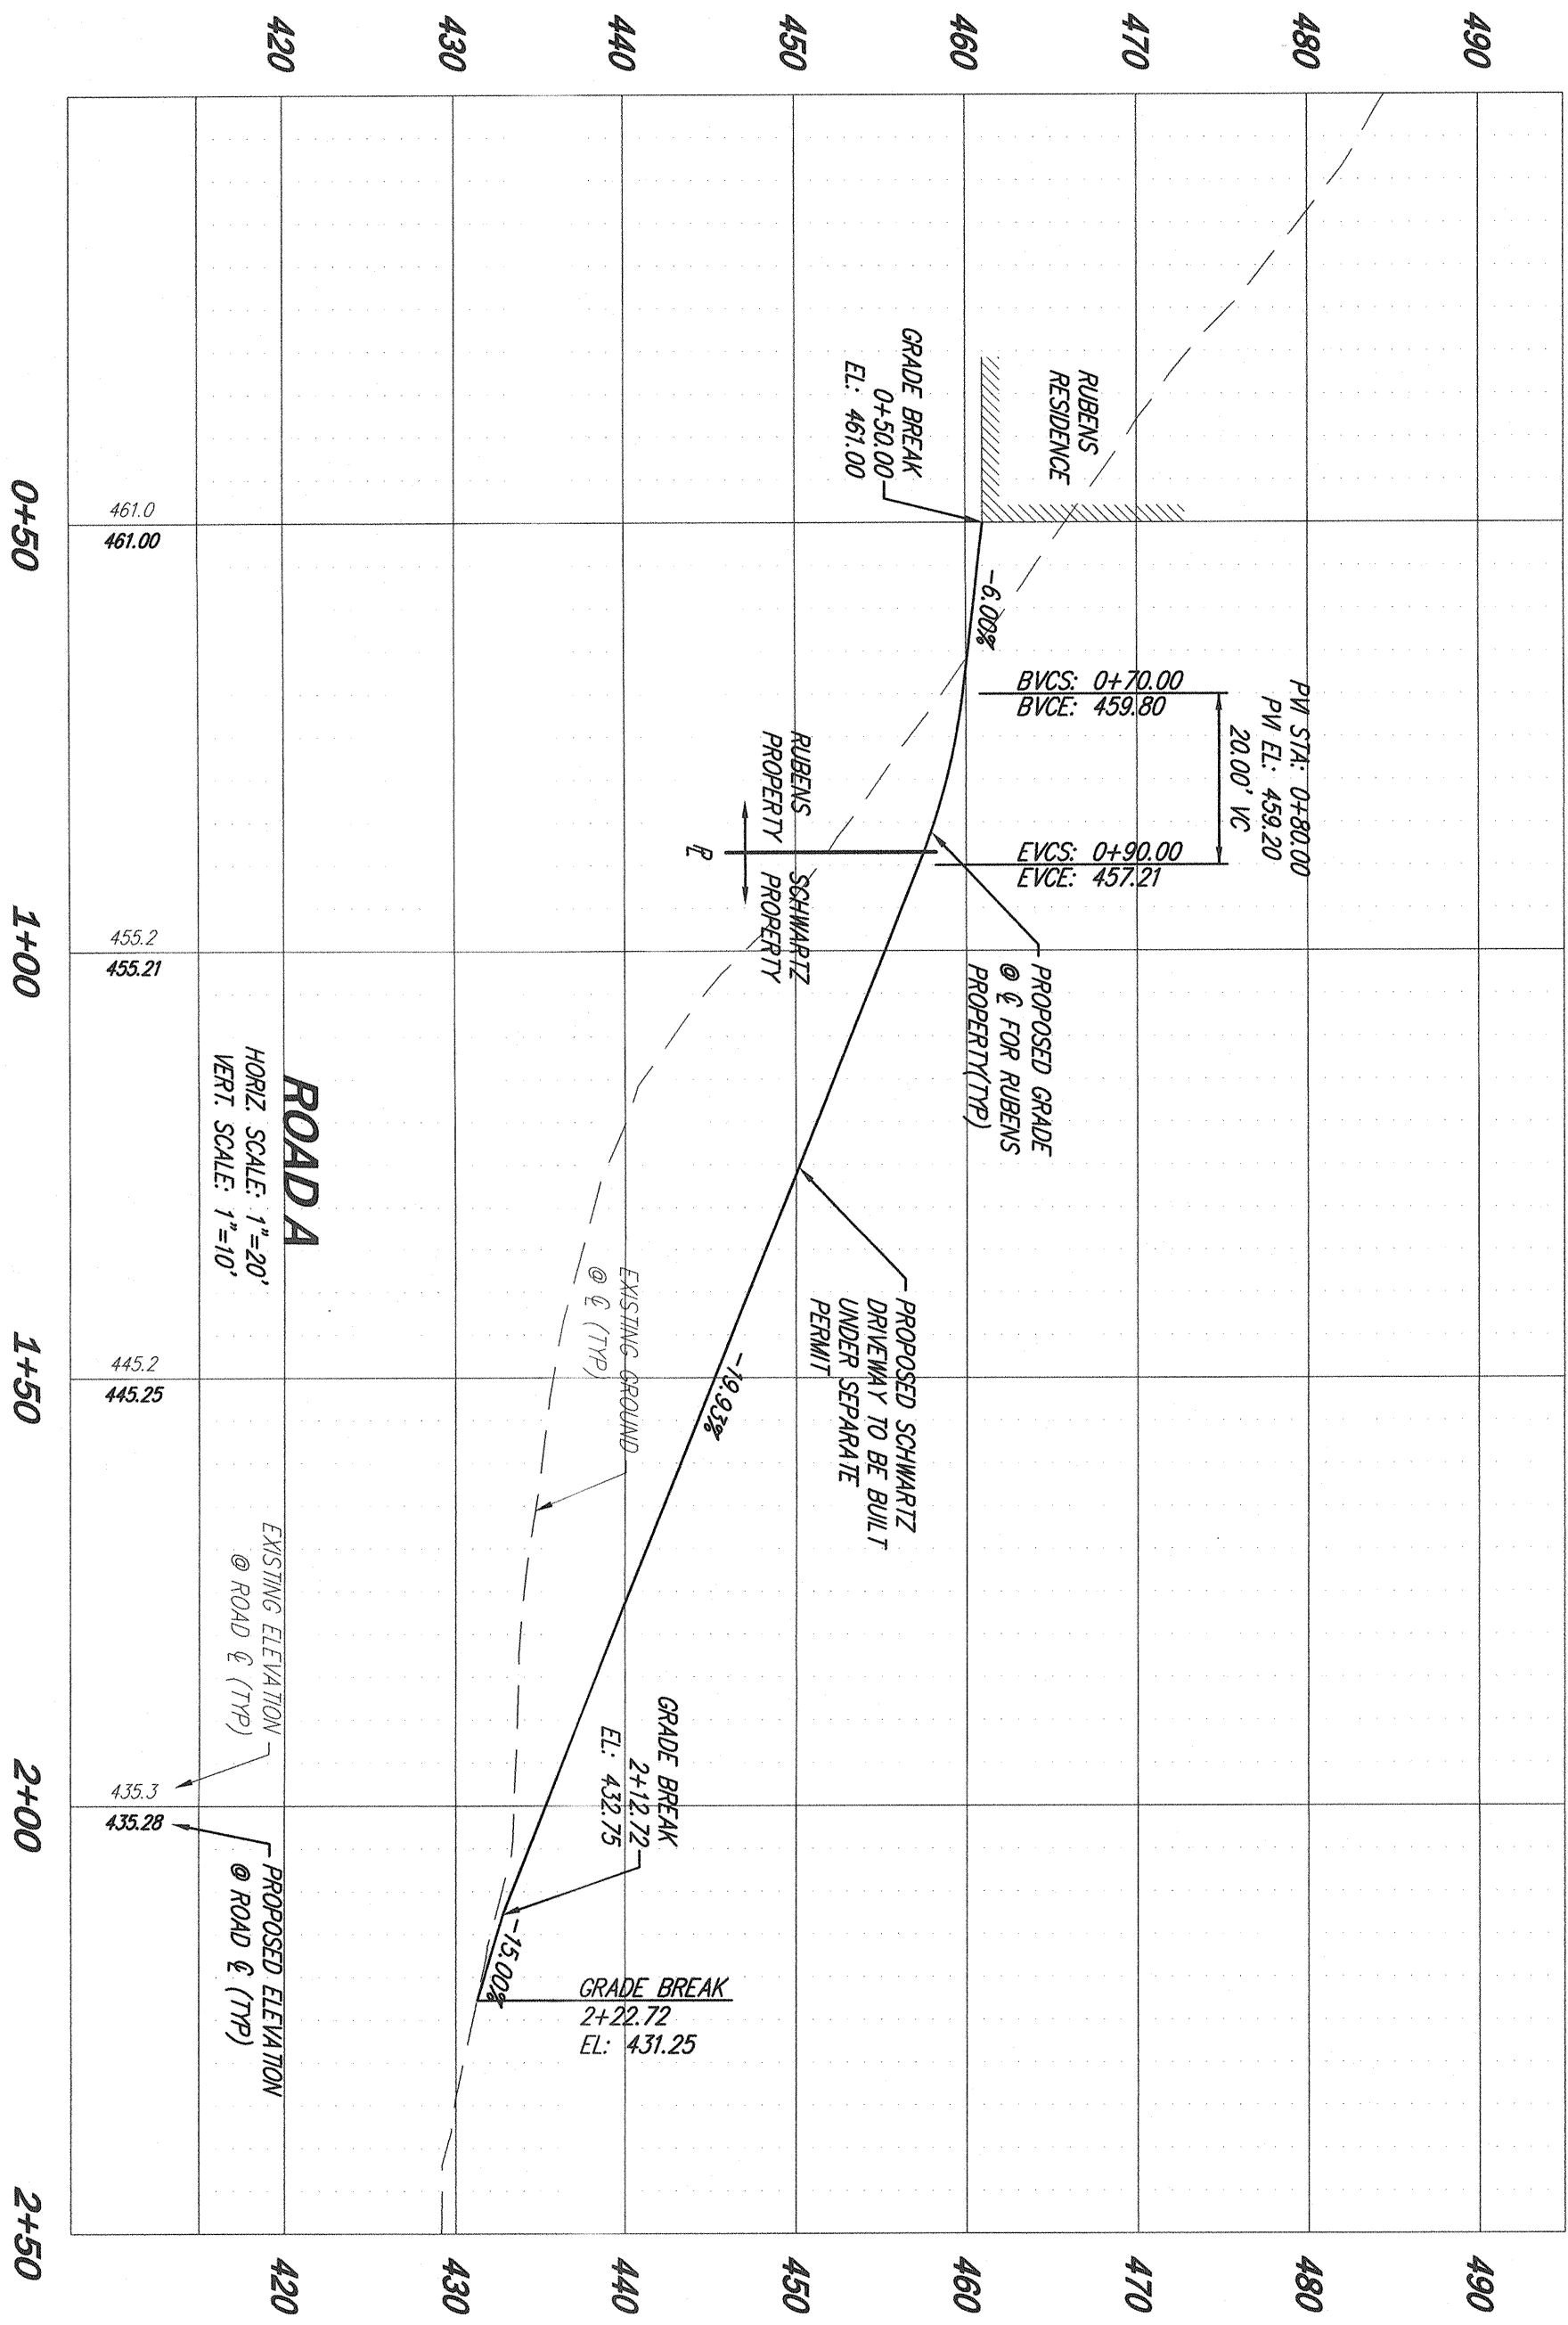 490
480
470
460
450
440
430
420
490
480
470
460
450
440
430
420
PVI STA: 0+80.00
PVI EL: 459.20
20.00' VC
BVCS: 0+70.00
BVCE: 459.80
EVCS: 0+90.00
EVCE: 457.21
RUBENS
RESIDENCE
-6.00%
GRADE BREAK
0+50.00
EL: 461.00
PROPOSED GRADE
@ ℄ FOR RUBENS
PROPERTY(TYP)
RUBENS
PROPERTY
SCHWARTZ
PROPERTY
PL
PROPOSED SCHWARTZ
DRIVEWAY TO BE BUILT
UNDER SEPARATE
PERMIT
-19.93%
EXISTING GROUND
@ ℄ (TYP)
GRADE BREAK
2+12.72
EL: 432.75
-15.00%
GRADE BREAK
2+22.72
EL: 431.25
ROAD A
HORIZ. SCALE: 1"=20'
VERT. SCALE: 1"=10'
EXISTING ELEVATION
@ ROAD ℄ (TYP)
PROPOSED ELEVATION
@ ROAD ℄ (TYP)
461.0
461.00
455.2
455.21
445.2
445.25
435.3
435.28
0+50
1+00
1+50
2+00
2+50